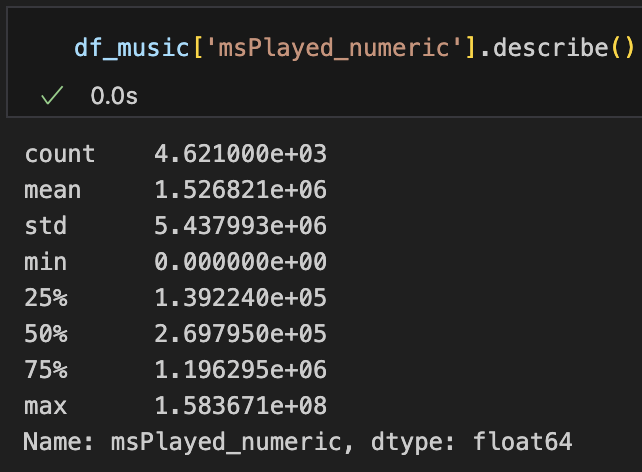 df_music['msPlayed_numeric'].describe()
✓ 0.0s
count 4.621000e+03
mean 1.526821e+06
std 5.437993e+06
min 0.000000e+00
25% 1.392240e+05
50% 2.697950e+05
75% 1.196295e+06
max 1.583671e+08
Name: msPlayed_numeric, dtype: float64